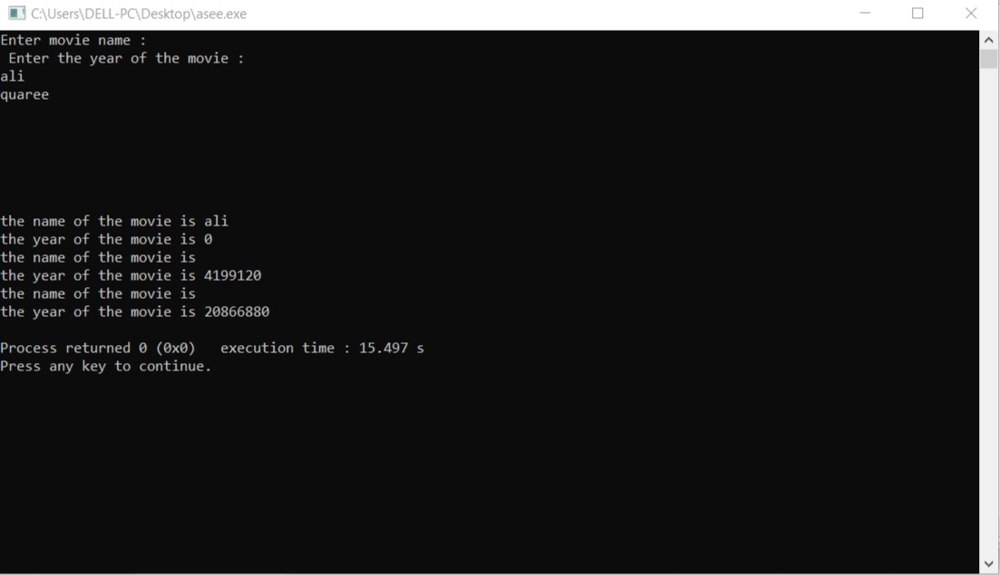 C:\Users\DELL-PC\Desktop\asee.exe
Enter movie name :
Enter the year of the movie :
ali
quaree
the name of the movie is ali
the year of the movie is 0
the name of the movie is
the year of the movie is 4199120
the name of the movie is
the year of the movie is 20866880
Process returned 0 (0x0)   execution time : 15.497 s
Press any key to continue.